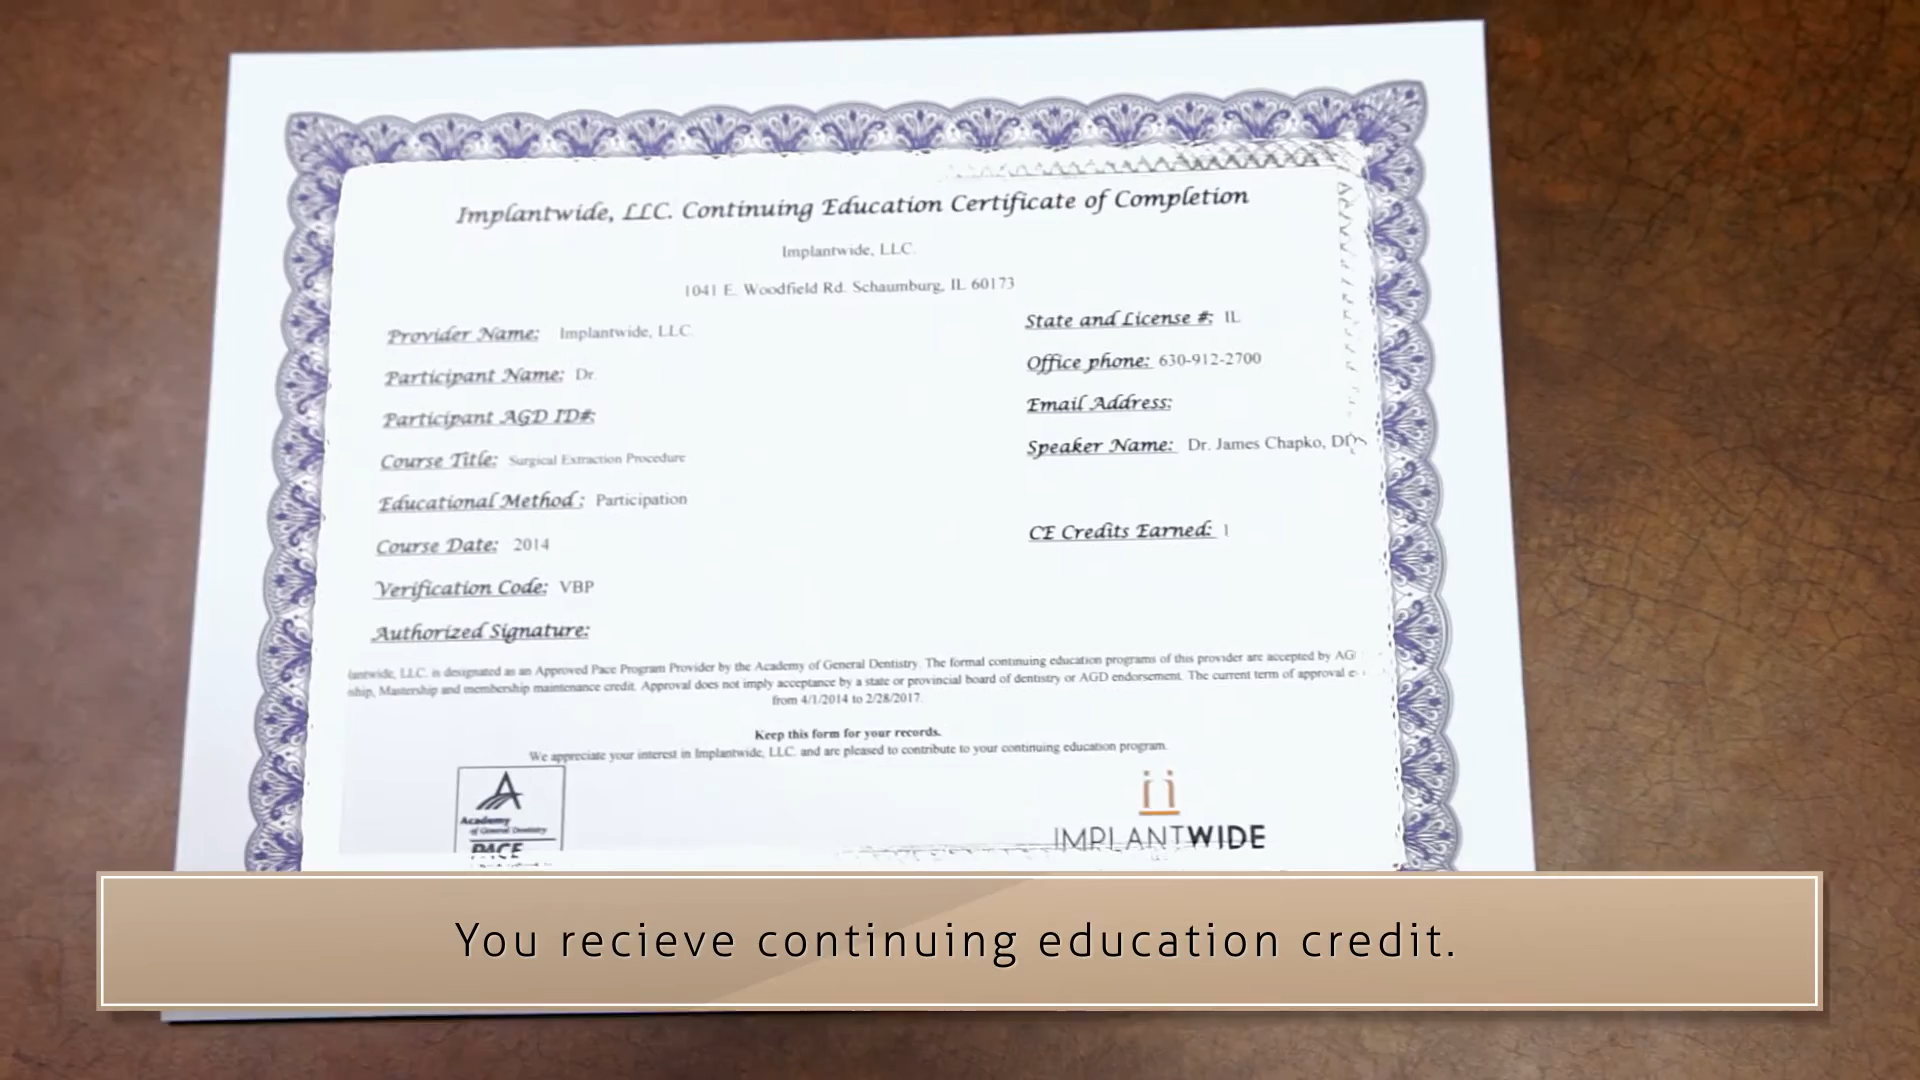 Implantwide, LLC. Continuing Education Certificate of Completion
Implantwide, LLC.
1041 E. Woodfield Rd. Schaumburg, IL 60173
Provider Name: Implantwide, LLC.
State and License #: IL
Participant Name: Dr.
Office phone: 630-912-2700
Participant AGD ID#:
Email Address:
Course Title: Surgical Extraction Procedure
Speaker Name: Dr. James Chapko,
Educational Method: Participation
Course Date: 2014
CE Credits Earned: 1
Verification Code: VBP
Authorized Signature:
LLC. is designated as an Approved Pace Program Provider by the Academy of General Dentistry. The formal continuing education programs of this provider are accepted by
Mastership and membership maintenance credit. Approval does not imply acceptance by a state or provincial board of dentistry or AGD endorsement. The current term of approval
from 4/1/2014 to 2/28/2017.
Keep this form for your records.
We appreciate your interest in Implantwide, LLC. and are pleased to contribute to your continuing education program.
Academy
of General Dentistry
PACE
IMPLANTWIDE
You recieve continuing education credit.